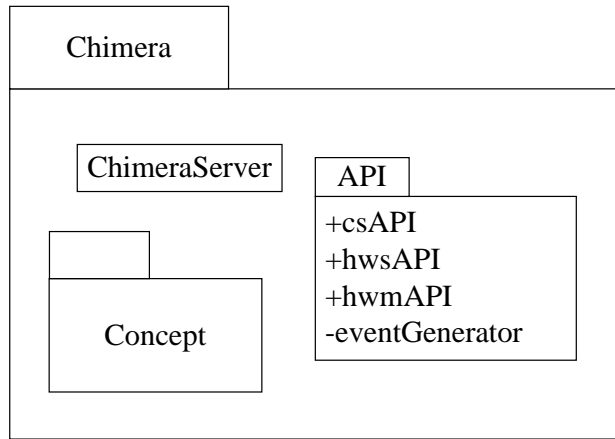 Chimera
ChimeraServer
API
+csAPI
+hwsAPI
+hwmAPI
-eventGenerator
Concept